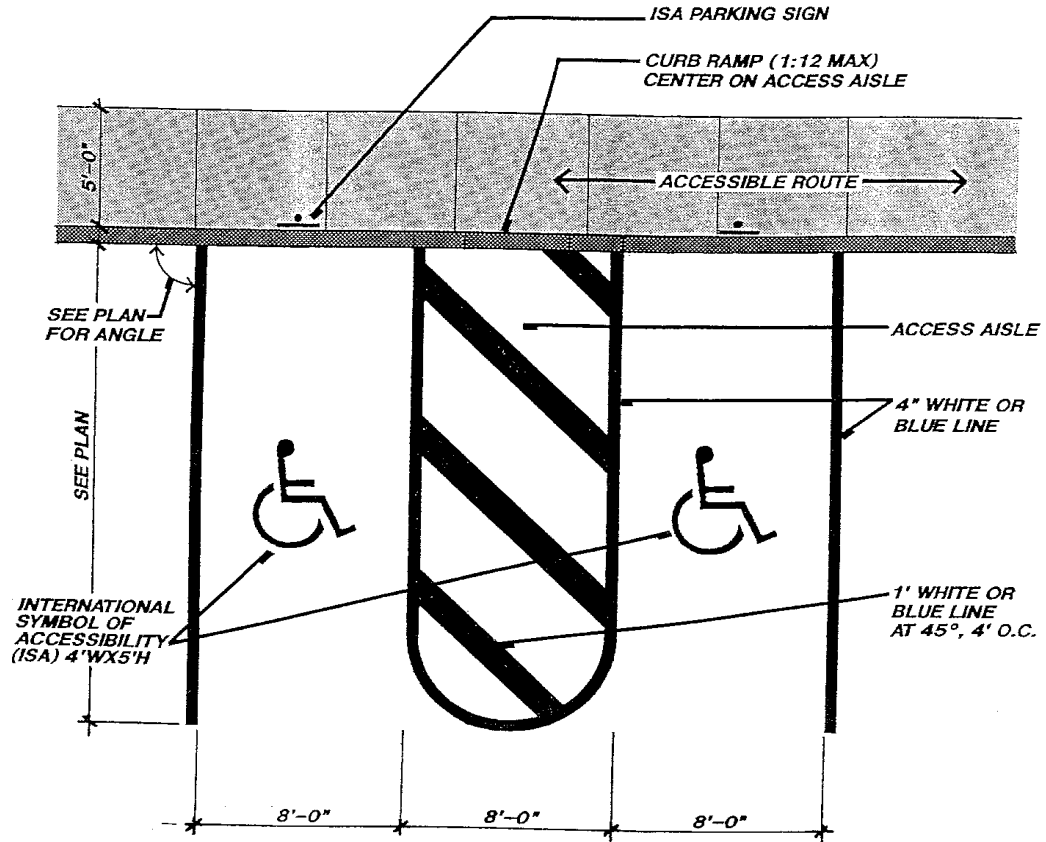 ISA PARKING SIGN
CURB RAMP (1:12 MAX)
CENTER ON ACCESS AISLE
5'-0"
ACCESSIBLE ROUTE
SEE PLAN
FOR ANGLE
ACCESS AISLE
4" WHITE OR
BLUE LINE
SEE PLAN
INTERNATIONAL
SYMBOL OF
ACCESSIBILITY
(ISA) 4'WX5'H
1' WHITE OR
BLUE LINE
AT 45°, 4' O.C.
8'-0"
8'-0"
8'-0"